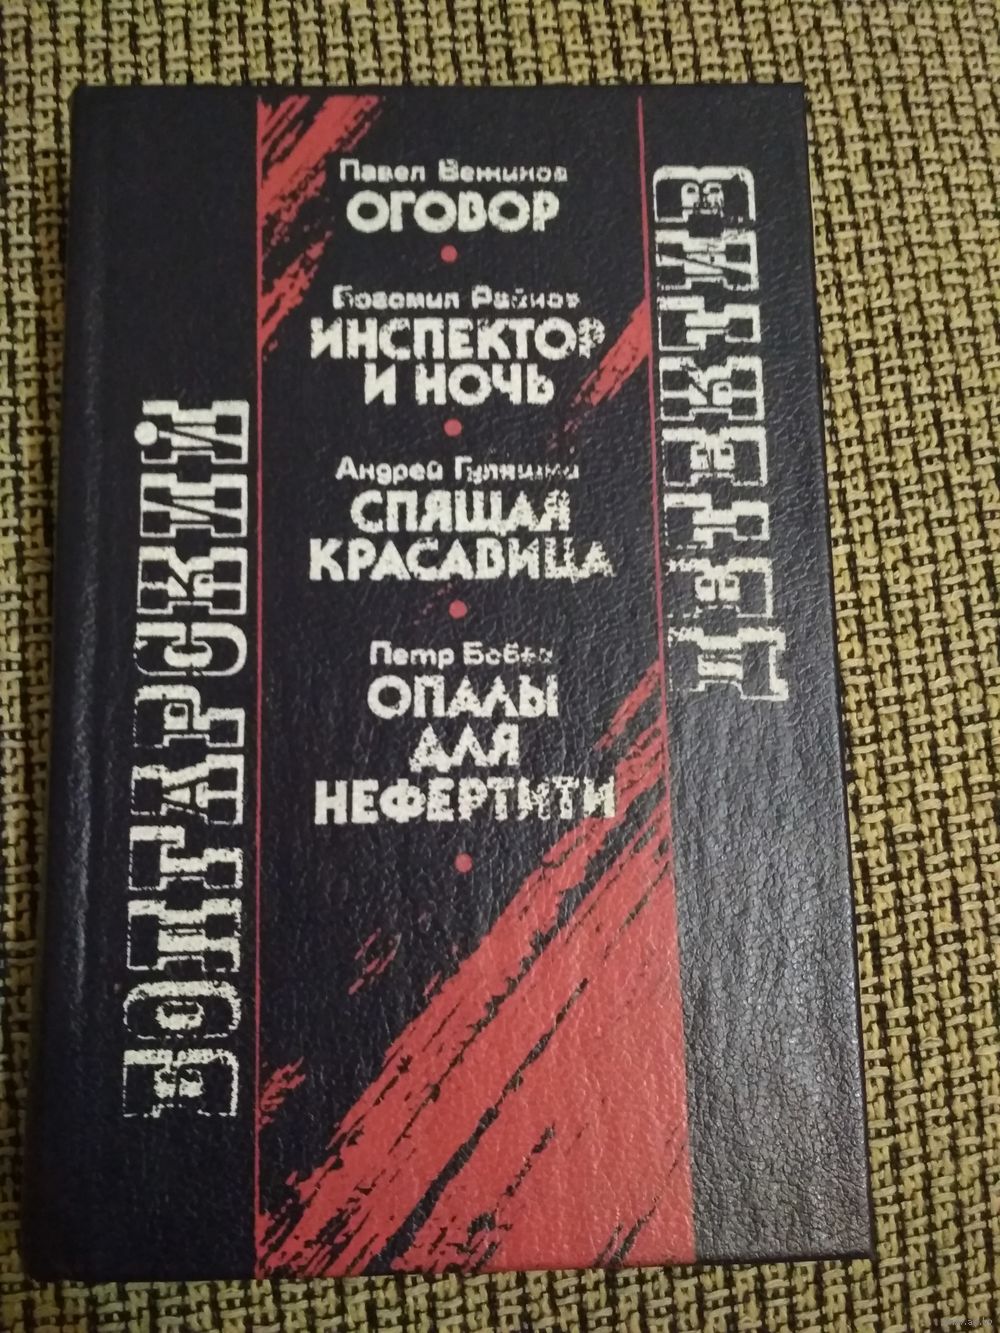 БОЛГАРСКИЙ
Павел Вежинов
ОГОВОР
Богомил Райнов
ИНСПЕКТОР
И НОЧЬ
Андрей Гуляшки
СПЯЩАЯ
КРАСАВИЦА
Петр Бобев
ОПАЛЫ
ДЛЯ
НЕФЕРТИТИ
ДЕТЕКТИВ